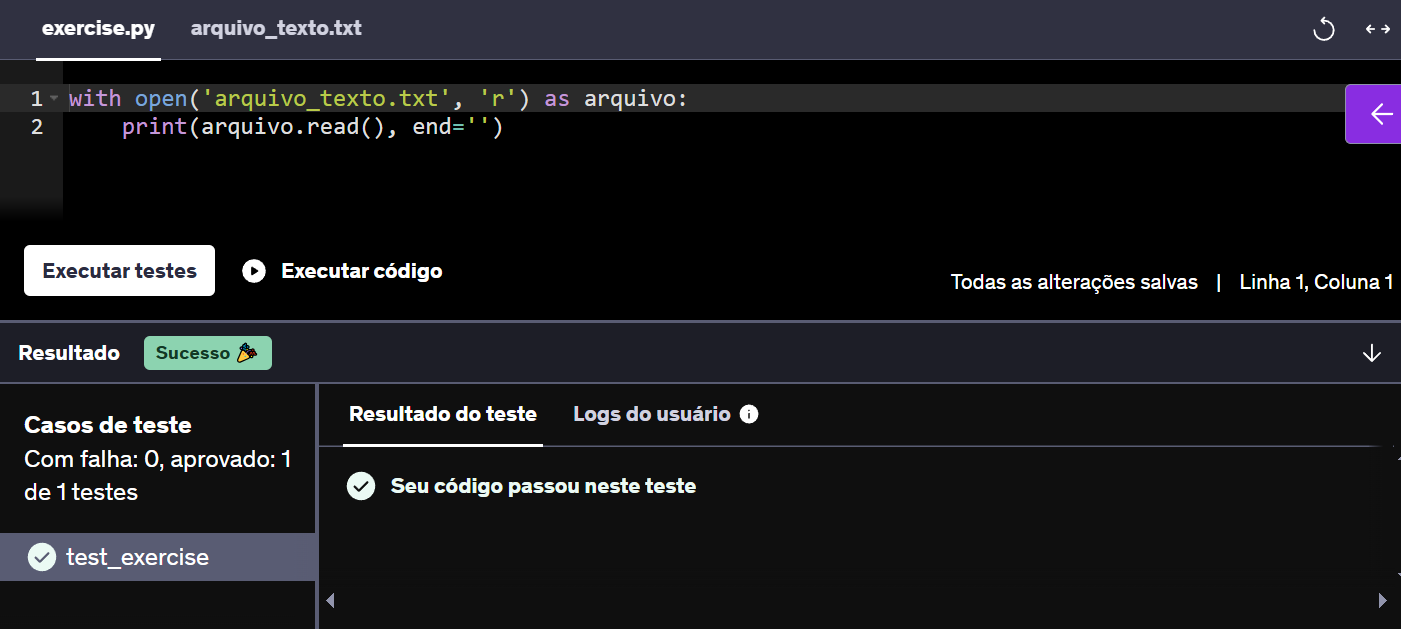 exercise.py arquivo_texto.txt
1 with open('arquivo_texto.txt', 'r') as arquivo:
2 print(arquivo.read(), end='')
Executar testes Executar código
Todas as alterações salvas | Linha 1, Coluna 1
Resultado Sucesso
Casos de teste
Com falha: 0, aprovado: 1
de 1 testes
test_exercise
Resultado do teste Logs do usuário
Seu código passou neste teste